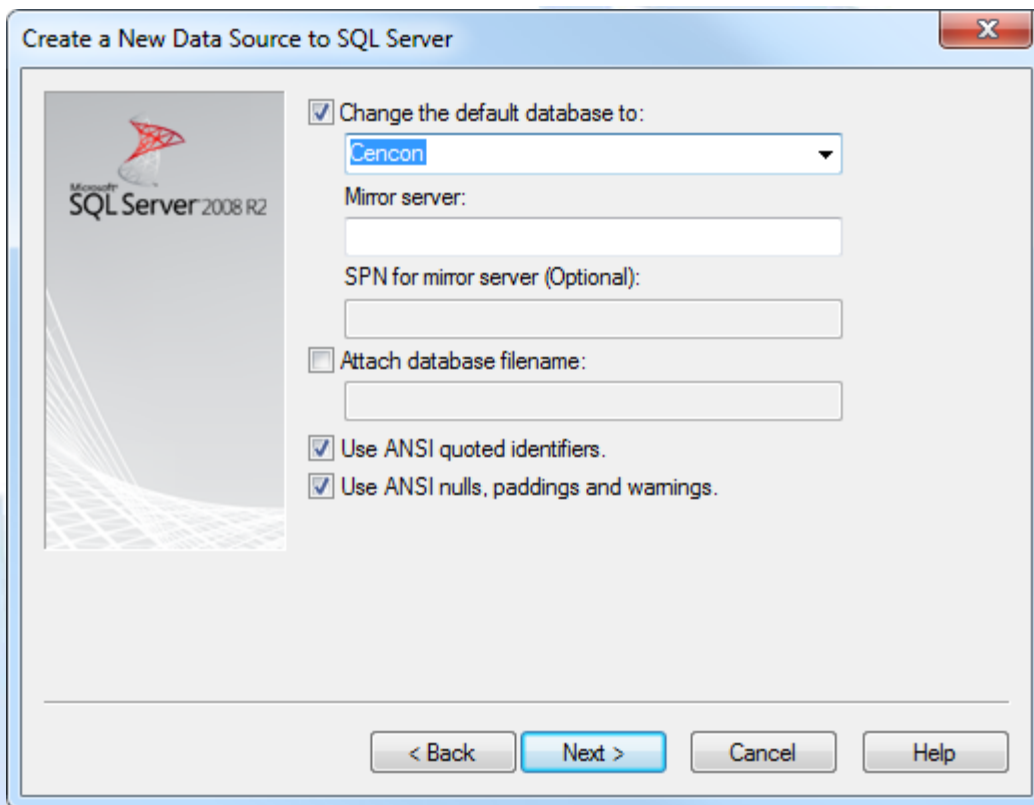 Create a New Data Source to SQL Server
Microsoft®
SQL Server 2008 R2
Change the default database to:
Cencon
Mirror server:
SPN for mirror server (Optional):
Attach database filename:
Use ANSI quoted identifiers.
Use ANSI nulls, paddings and warnings.
< Back Next > Cancel Help